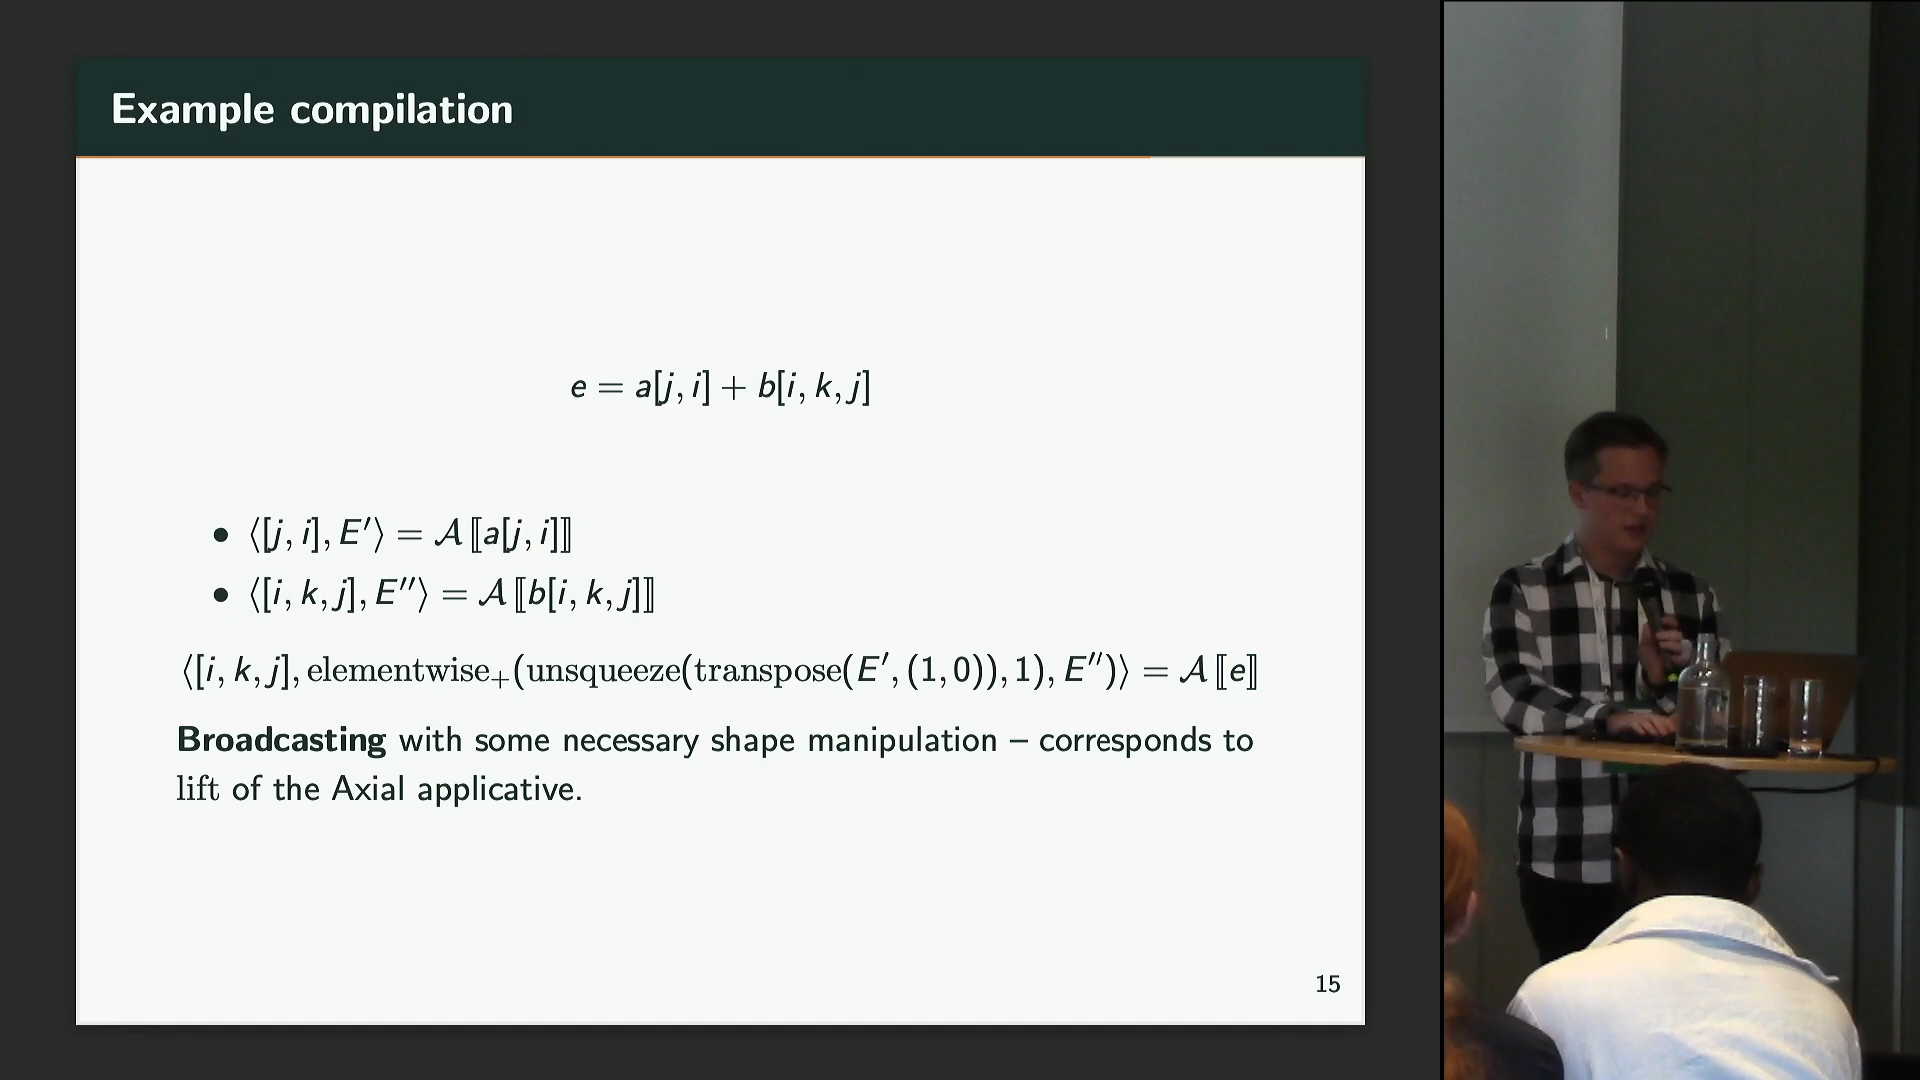 Example compilation
e = a[j, i] + b[i, k, j]
• ⟨[j, i], E′⟩ = 𝒜⟦a[j, i]⟧
• ⟨[i, k, j], E″⟩ = 𝒜⟦b[i, k, j]⟧
⟨[i, k, j], elementwise₊(unsqueeze(transpose(E′, (1, 0)), 1), E″)⟩ = 𝒜⟦e⟧
Broadcasting with some necessary shape manipulation – corresponds to
lift of the Axial applicative.
15